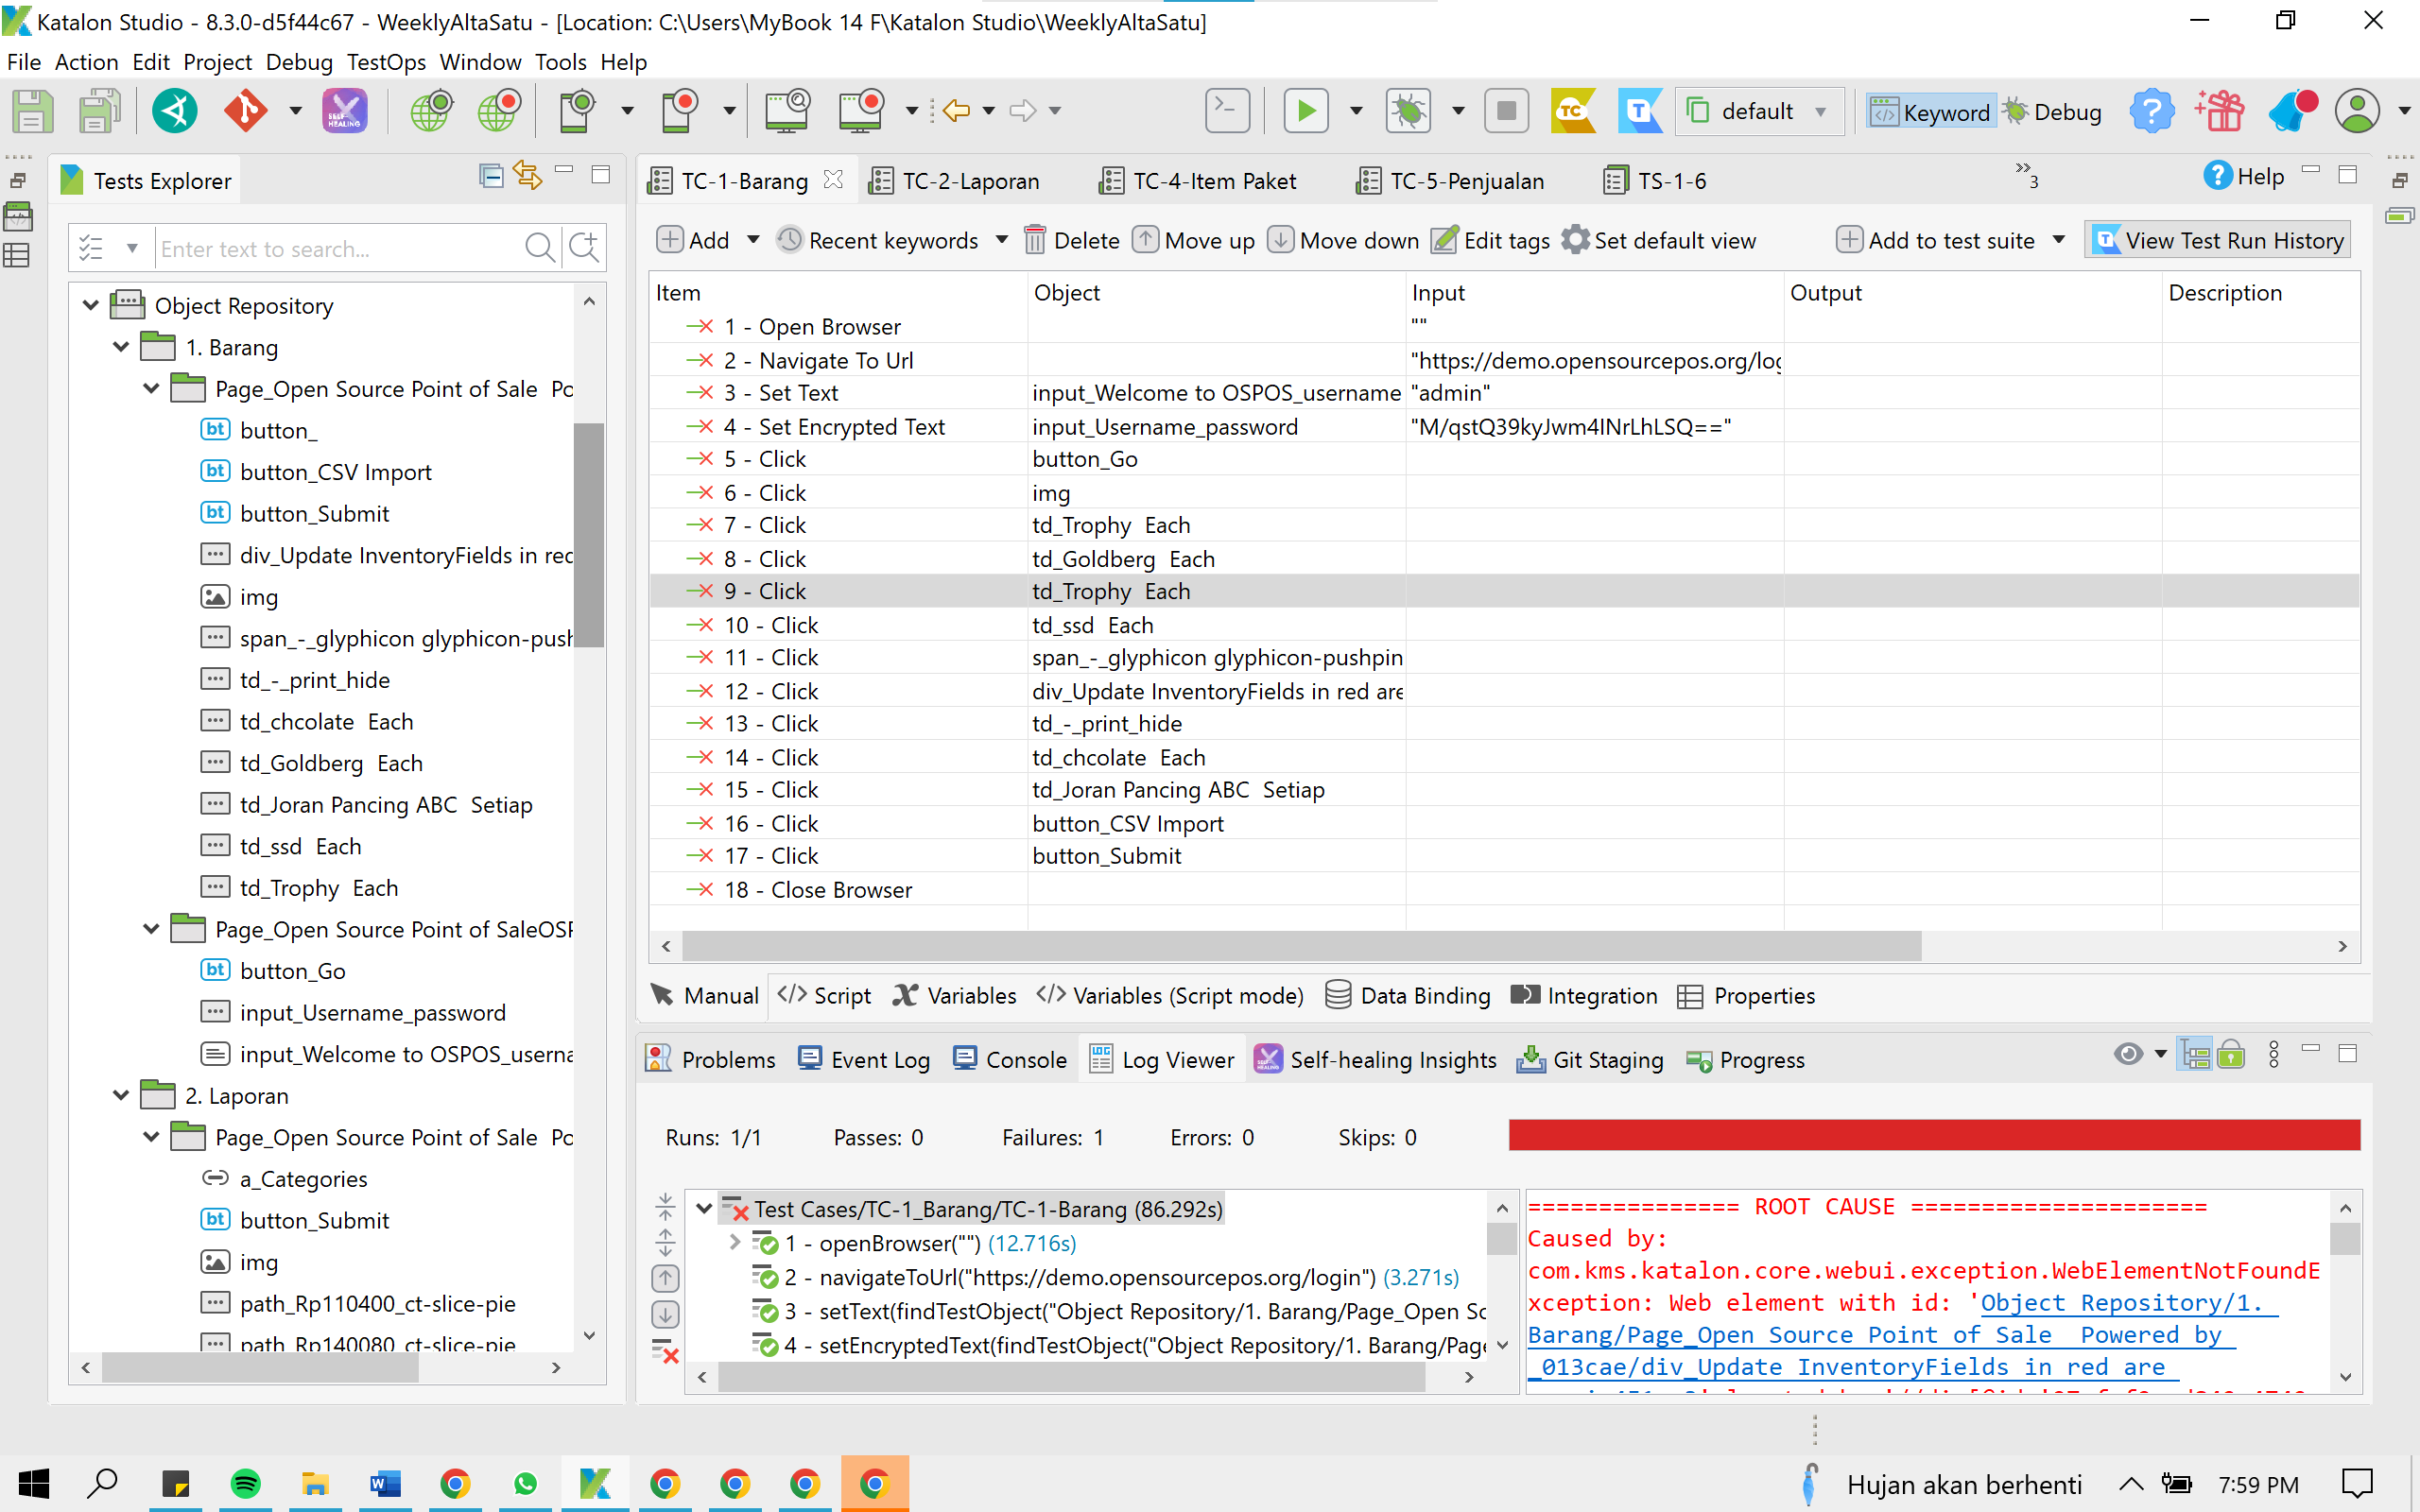 Katalon Studio - 8.3.0-d5f44c67 - WeeklyAltaSatu - [Location: C:\Users\MyBook 14 F\Katalon Studio\WeeklyAltaSatu]
File Action Edit Project Debug TestOps Window Tools Help
SELF HEALING
TC
T
default
Keyword
Debug
Tests Explorer
Enter text to search...
Object Repository
1. Barang
Page_Open Source Point of Sale Po
bt button_
bt button_CSV Import
bt button_Submit
div_Update InventoryFields in red
img
span_-_glyphicon glyphicon-push
td_-_print_hide
td_chcolate Each
td_Goldberg Each
td_Joran Pancing ABC Setiap
td_ssd Each
td_Trophy Each
Page_Open Source Point of SaleOSP
bt button_Go
input_Username_password
input_Welcome to OSPOS_userna
2. Laporan
Page_Open Source Point of Sale Po
a_Categories
bt button_Submit
img
path_Rp110400_ct-slice-pie
path_Rp140080_ct-slice-pie
TC-1-Barang TC-2-Laporan TC-4-Item Paket TC-5-Penjualan TS-1-6 »3 Help
Add Recent keywords Delete Move up Move down Edit tags Set default view Add to test suite View Test Run History
Item Object Input Output Description
1 - Open Browser ""
2 - Navigate To Url "https://demo.opensourcepos.org/log
3 - Set Text input_Welcome to OSPOS_username "admin"
4 - Set Encrypted Text input_Username_password "M/qstQ39kyJwm4INrLhLSQ=="
5 - Click button_Go
6 - Click img
7 - Click td_Trophy Each
8 - Click td_Goldberg Each
9 - Click td_Trophy Each
10 - Click td_ssd Each
11 - Click span_-_glyphicon glyphicon-pushpin
12 - Click div_Update InventoryFields in red are
13 - Click td_-_print_hide
14 - Click td_chcolate Each
15 - Click td_Joran Pancing ABC Setiap
16 - Click button_CSV Import
17 - Click button_Submit
18 - Close Browser
Manual Script Variables Variables (Script mode) Data Binding Integration Properties
Problems Event Log Console Log Viewer Self-healing Insights Git Staging Progress
Runs: 1/1 Passes: 0 Failures: 1 Errors: 0 Skips: 0
Test Cases/TC-1_Barang/TC-1-Barang (86.292s)
1 - openBrowser("") (12.716s)
2 - navigateToUrl("https://demo.opensourcepos.org/login") (3.271s)
3 - setText(findTestObject("Object Repository/1. Barang/Page_Open So
4 - setEncryptedText(findTestObject("Object Repository/1. Barang/Page
=============== ROOT CAUSE =====================
Caused by:
com.kms.katalon.core.webui.exception.WebElementNotFoundE
xception: Web element with id: 'Object Repository/1.
Barang/Page_Open Source Point of Sale Powered by
_013cae/div_Update InventoryFields in red are
Hujan akan berhenti 7:59 PM